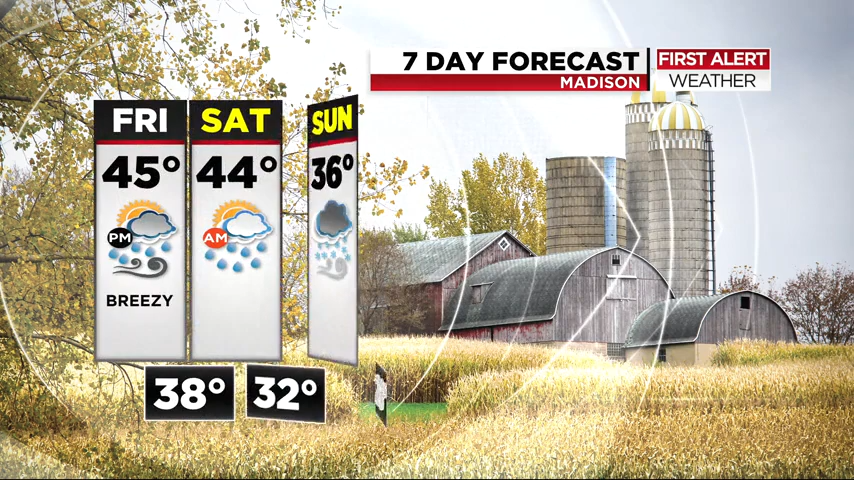 7 DAY FORECAST
MADISON
FIRST ALERT
WEATHER
FRI
45°
PM
BREEZY
38°
SAT
44°
AM
32°
SUN
36°